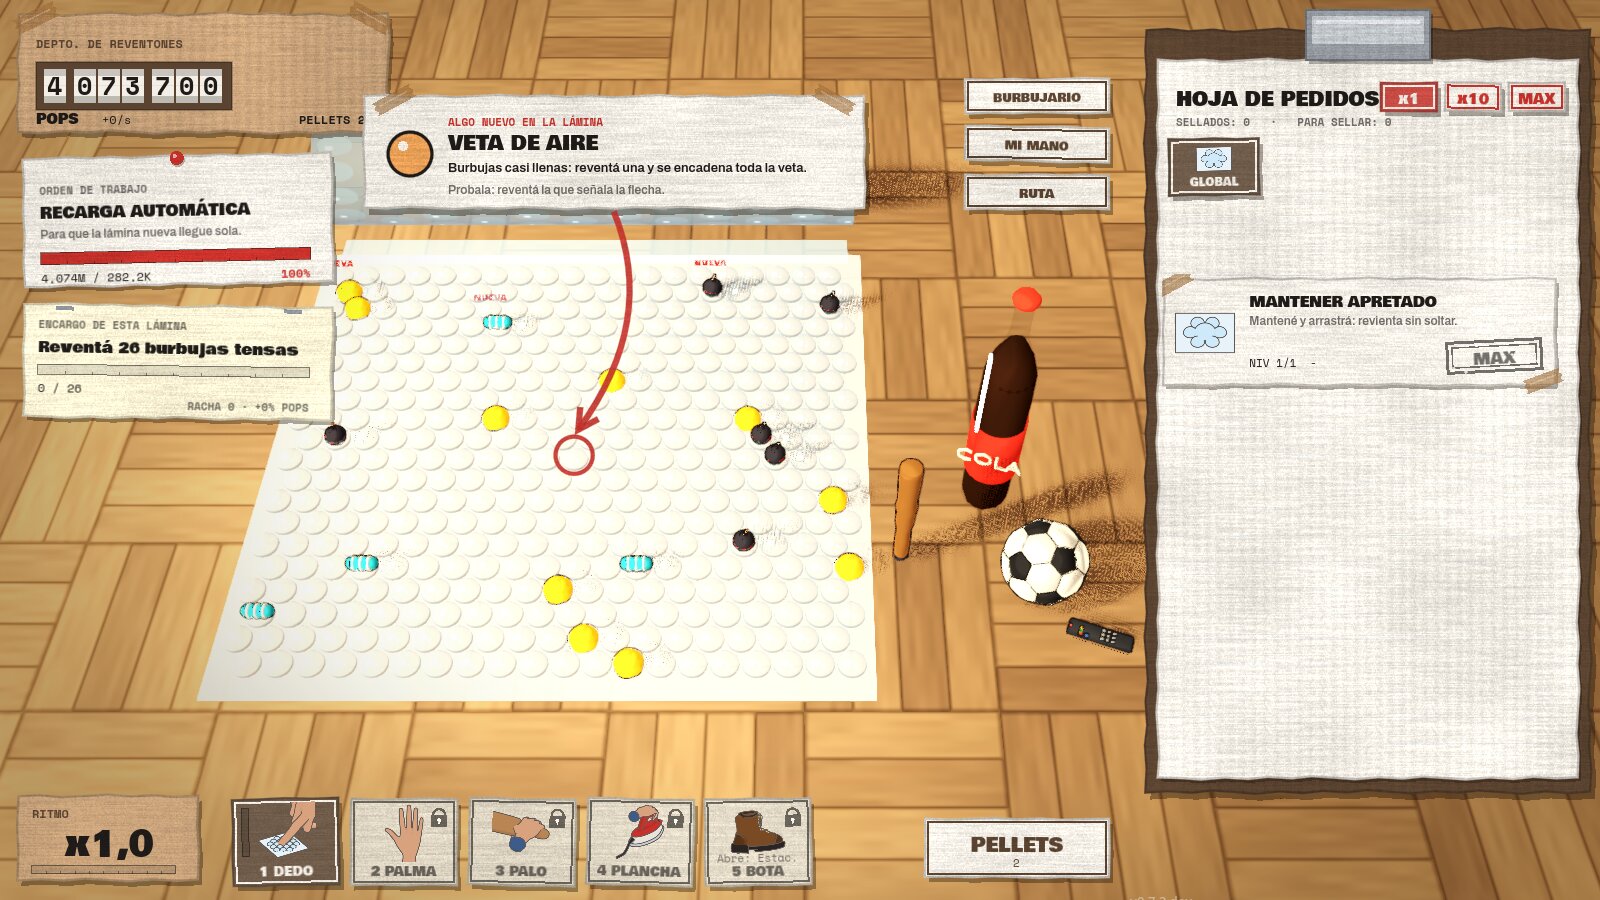 DEPTO. DE REVENTONES
4 073 700
POPS +0/s PELLETS 2
ORDEN DE TRABAJO
RECARGA AUTOMÁTICA
Para que la lámina nueva llegue sola.
4.074M / 282.2K 100%
ENCARGO DE ESTA LÁMINA
Reventá 26 burbujas tensas
0 / 26
RACHA 0 · +0% POPS
ALGO NUEVO EN LA LÁMINA
VETA DE AIRE
Burbujas casi llenas: reventá una y se encadena toda la veta.
Probala: reventá la que señala la flecha.
NUEVA
NUEVA
BURBUJARIO
MI MANO
RUTA
COLA
HOJA DE PEDIDOS
x1 x10 MAX
SELLADOS: 0 · PARA SELLAR: 0
GLOBAL
MANTENER APRETADO
Mantené y arrastrá: revienta sin soltar.
NIV 1/1 -
MAX
RITMO
x1,0
1 DEDO
2 PALMA
3 PALO
4 PLANCHA
Abre: Estac.
5 BOTA
PELLETS
2